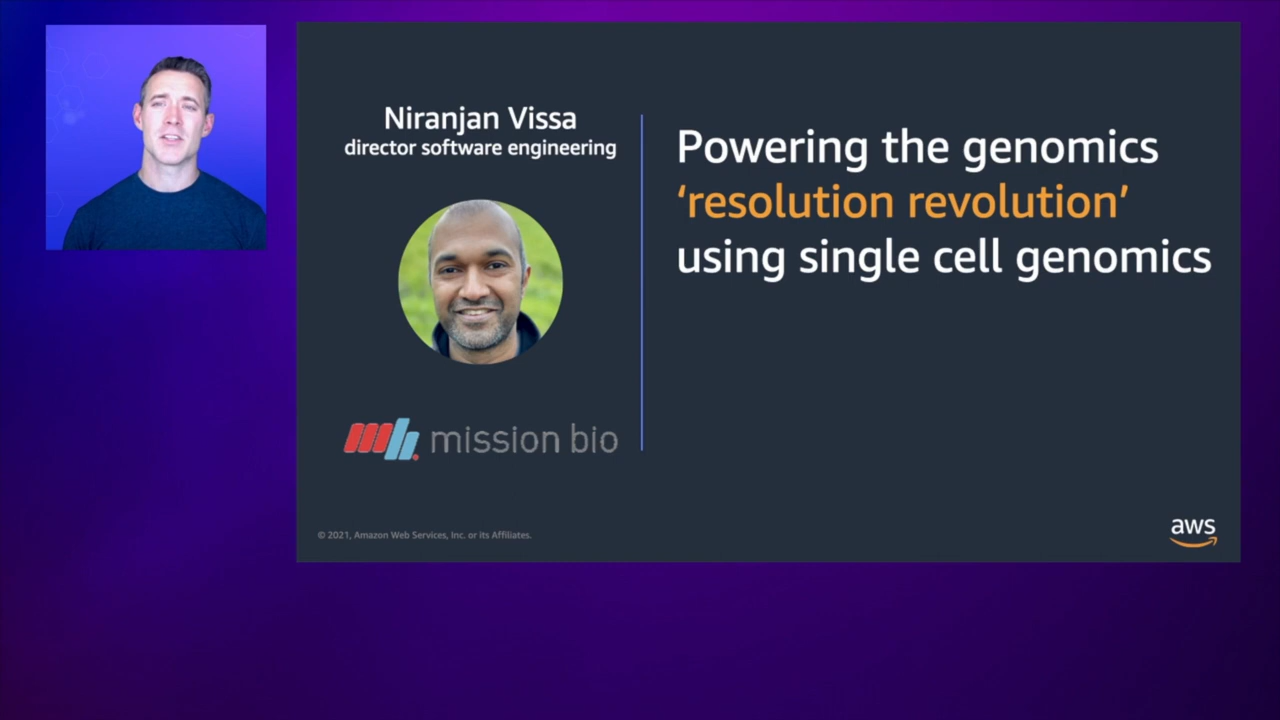 Niranjan Vissa
director software engineering
mission bio
Powering the genomics
‘resolution revolution’
using single cell genomics
© 2021, Amazon Web Services, Inc. or its Affiliates.
aws